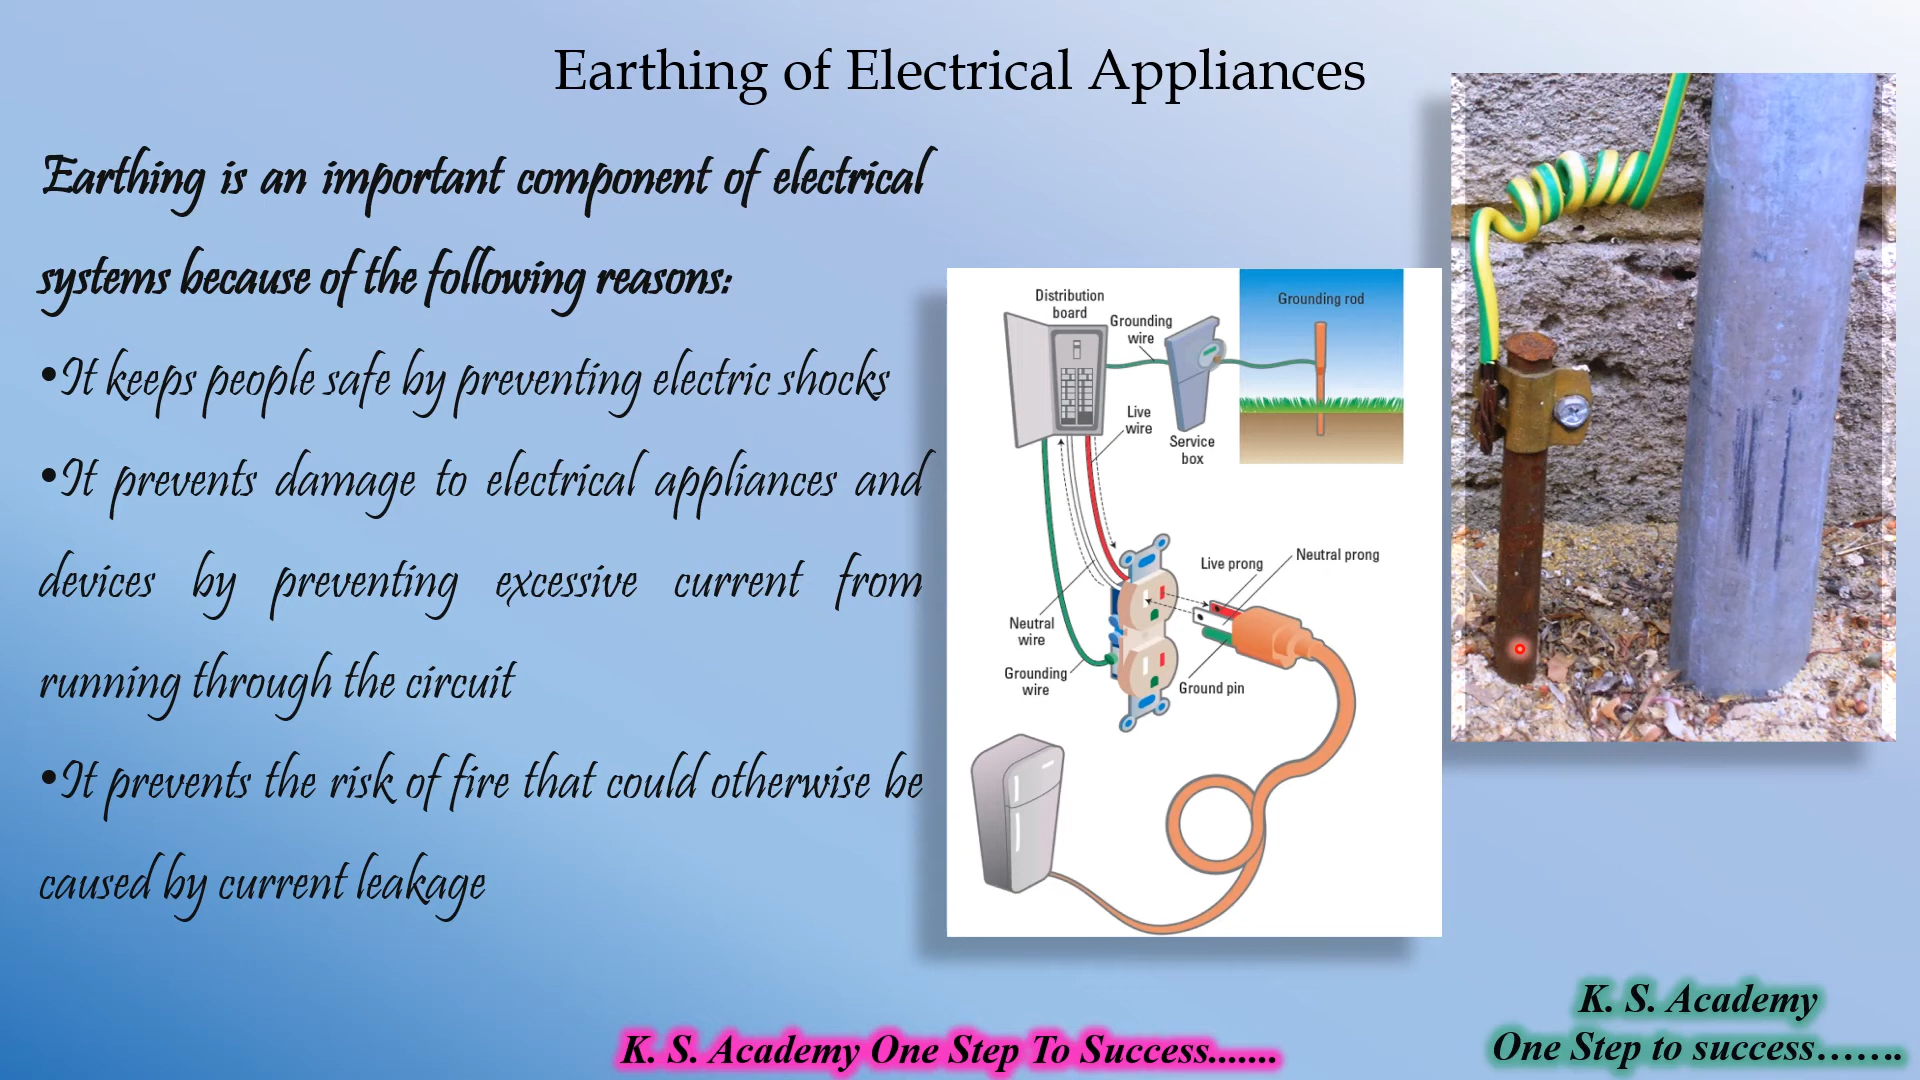 Earthing of Electrical Appliances
Earthing is an important component of electrical
systems because of the following reasons:
•It keeps people safe by preventing electric shocks
•It prevents damage to electrical appliances and
devices by preventing excessive current from
running through the circuit
•It prevents the risk of fire that could otherwise be
caused by current leakage
Distribution
board
Grounding
wire
Grounding rod
Live
wire
Service
box
Live prong
Neutral prong
Neutral
wire
Grounding
wire
Ground pin
K. S. Academy
One Step to success…….
K. S. Academy One Step To Success.......